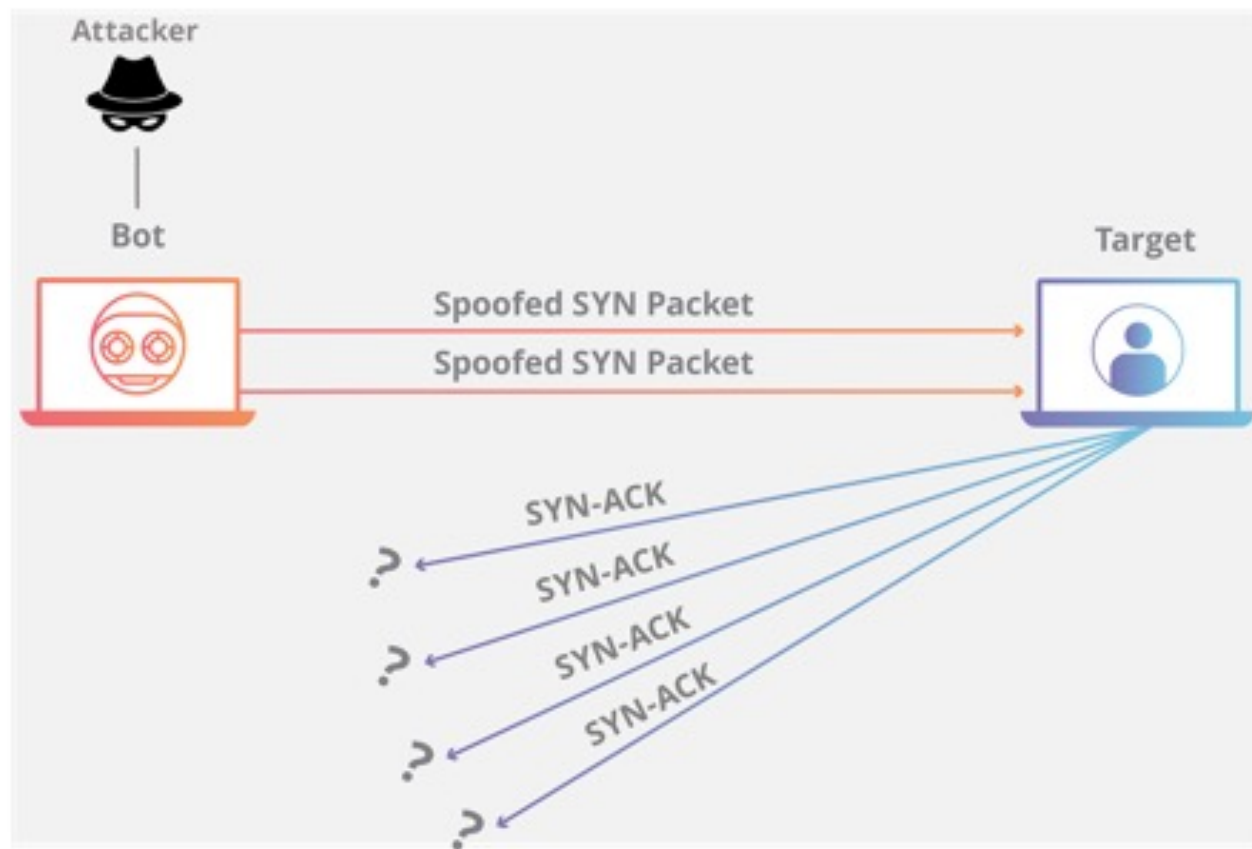 Attacker
Bot
Target
Spoofed SYN Packet
Spoofed SYN Packet
SYN-ACK
?
SYN-ACK
?
SYN-ACK
?
SYN-ACK
?